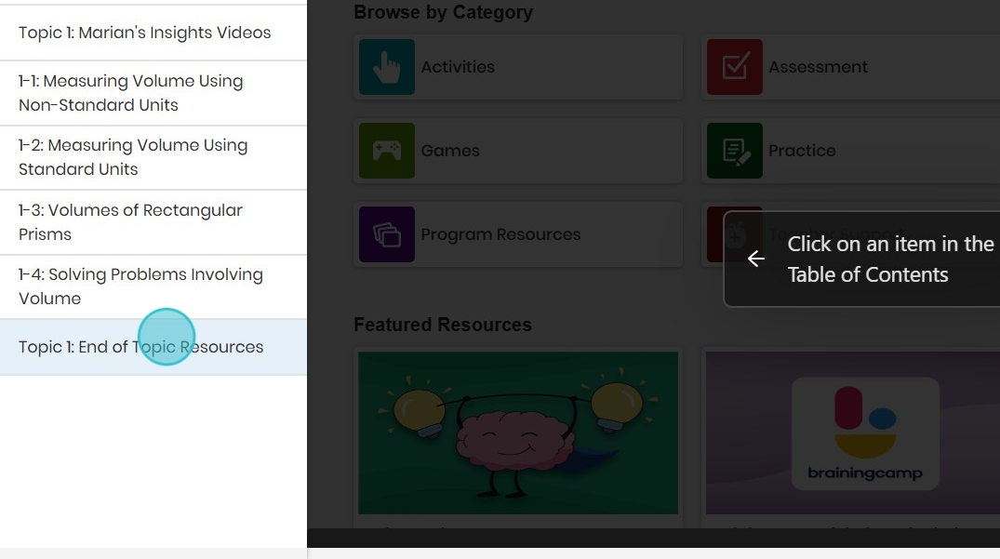 Topic 1: Marian's Insights Videos
1-1: Measuring Volume Using
Non-Standard Units
1-2: Measuring Volume Using
Standard Units
1-3: Volumes of Rectangular
Prisms
1-4: Solving Problems Involving
Volume
Topic 1: End of Topic Resources
Browse by Category
Activities
Assessment
Games
Practice
Program Resources
Teacher Support
Click on an item in the
Table of Contents
Featured Resources
brainingcamp